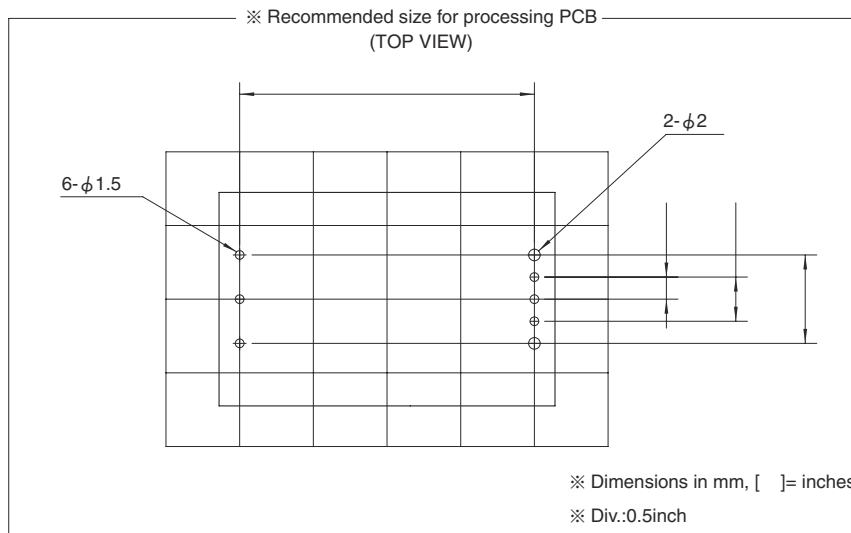 ※ Recommended size for processing PCB
(TOP VIEW)
2-ϕ2
6-ϕ1.5
※ Dimensions in mm, [ ]= inches
※ Div.:0.5inch